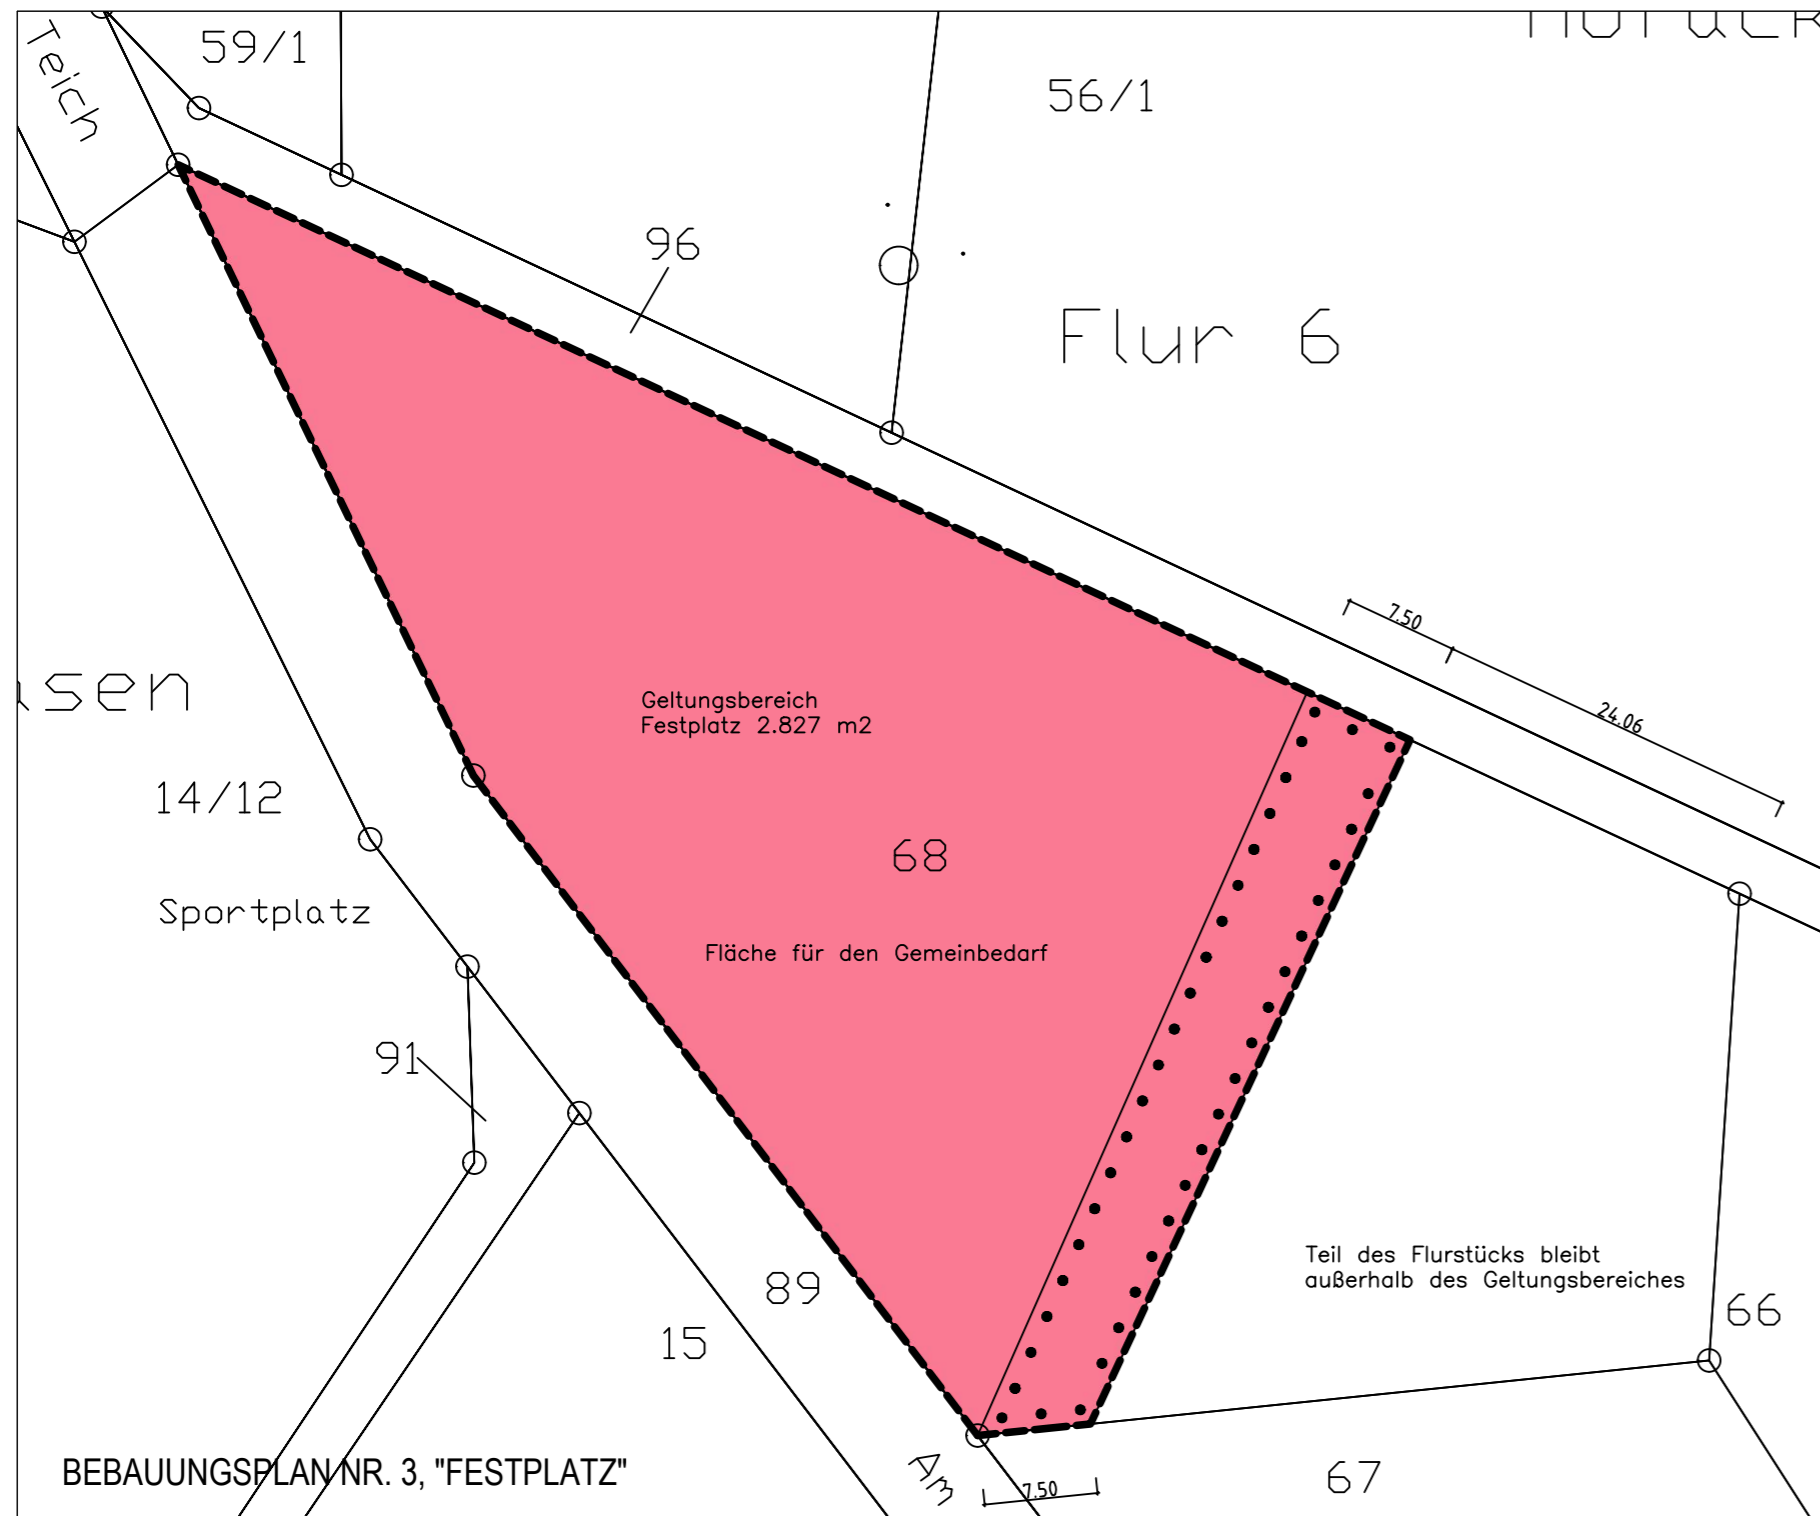 Teich
59/1
56/1
96
Flur 6
7.50
24.06
sen
Geltungsbereich
Festplatz 2.827 m2
14/12
68
Sportplatz
Fläche für den Gemeinbedarf
91
Teil des Flurstücks bleibt
außerhalb des Geltungsbereiches
89
66
15
BEBAUUNGSPLAN NR. 3, "FESTPLATZ"
Am
7.50
67